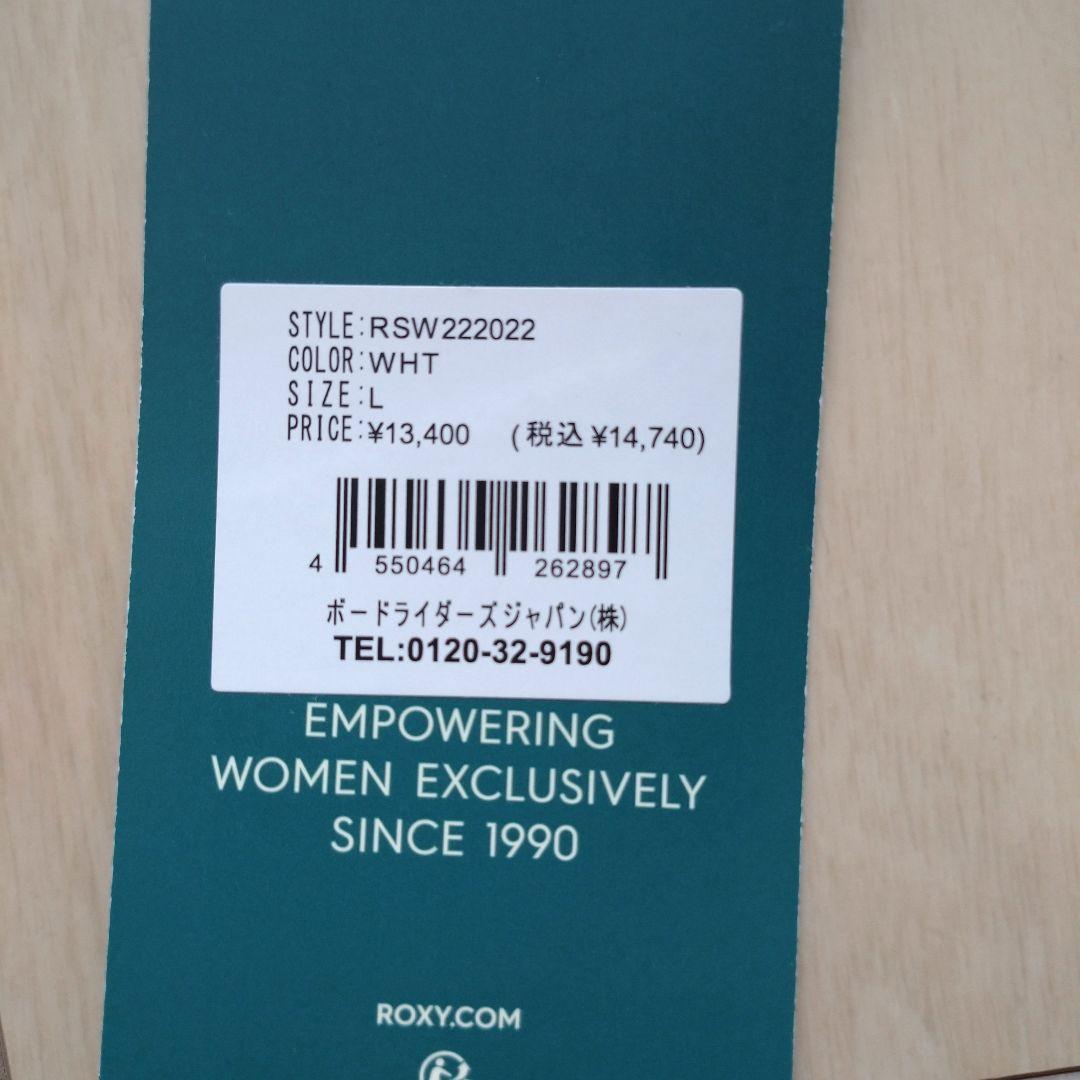 STYLE:RSW222022
COLOR:WHT
SIZE:L
PRICE:¥13,400 (税込¥14,740)
4 550464 262897
ボードライダーズジャパン(株)
TEL:0120-32-9190
EMPOWERING
WOMEN EXCLUSIVELY
SINCE 1990
ROXY.COM